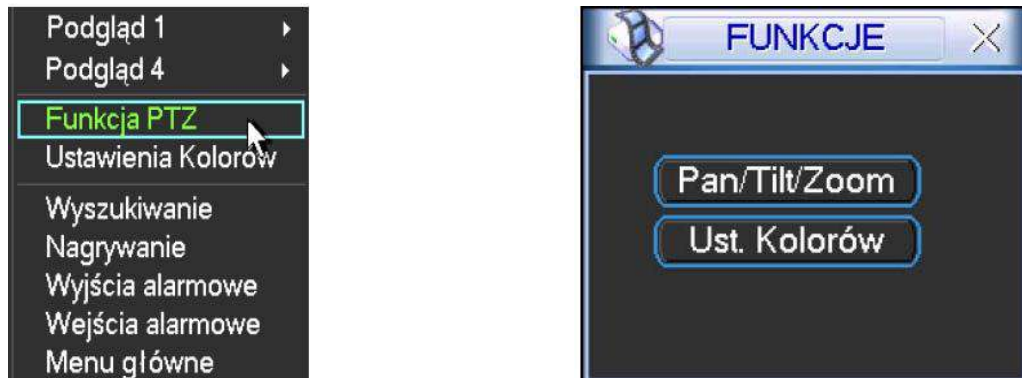 Podgląd 1
Podgląd 4
Funkcja PTZ
Ustawienia Kolorów
Wyszukiwanie
Nagrywanie
Wyjścia alarmowe
Wejścia alarmowe
Menu główne
FUNKCJE
Pan/Tilt/Zoom
Ust. Kolorów